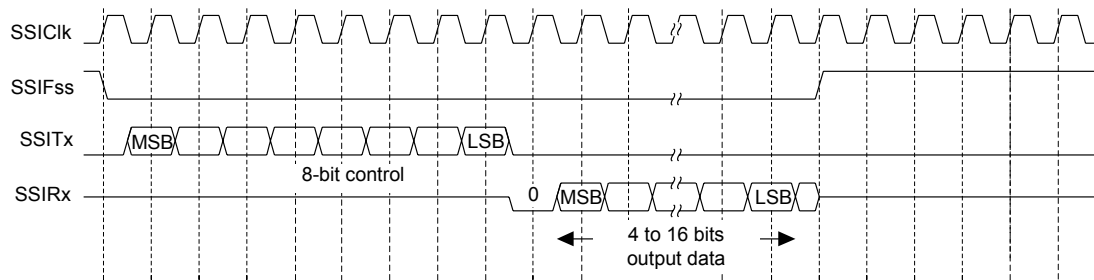 SSIClk
SSIFss
SSITx
MSB
LSB
8-bit control
SSIRx
0
MSB
LSB
4 to 16 bits
output data